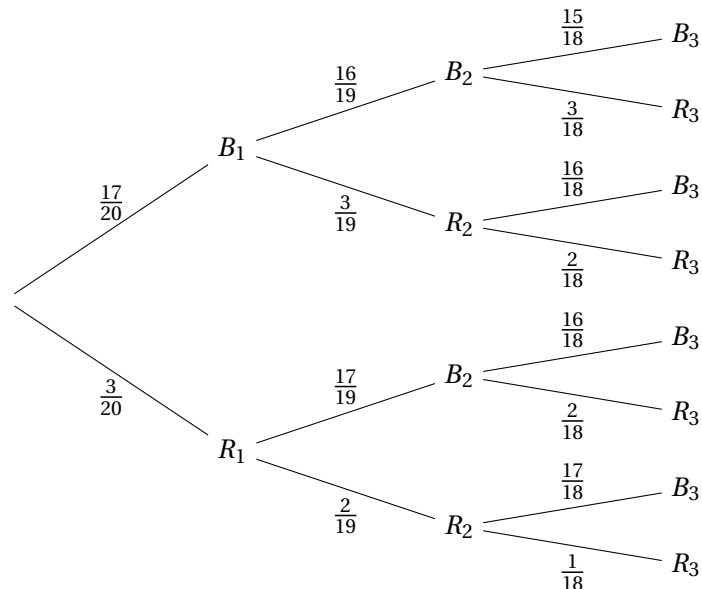 15/18
B₃
16/19
B₂
3/18
R₃
17/20
B₁
3/19
R₂
16/18
B₃
2/18
R₃
3/20
R₁
17/19
B₂
16/18
B₃
2/18
R₃
2/19
R₂
17/18
B₃
1/18
R₃